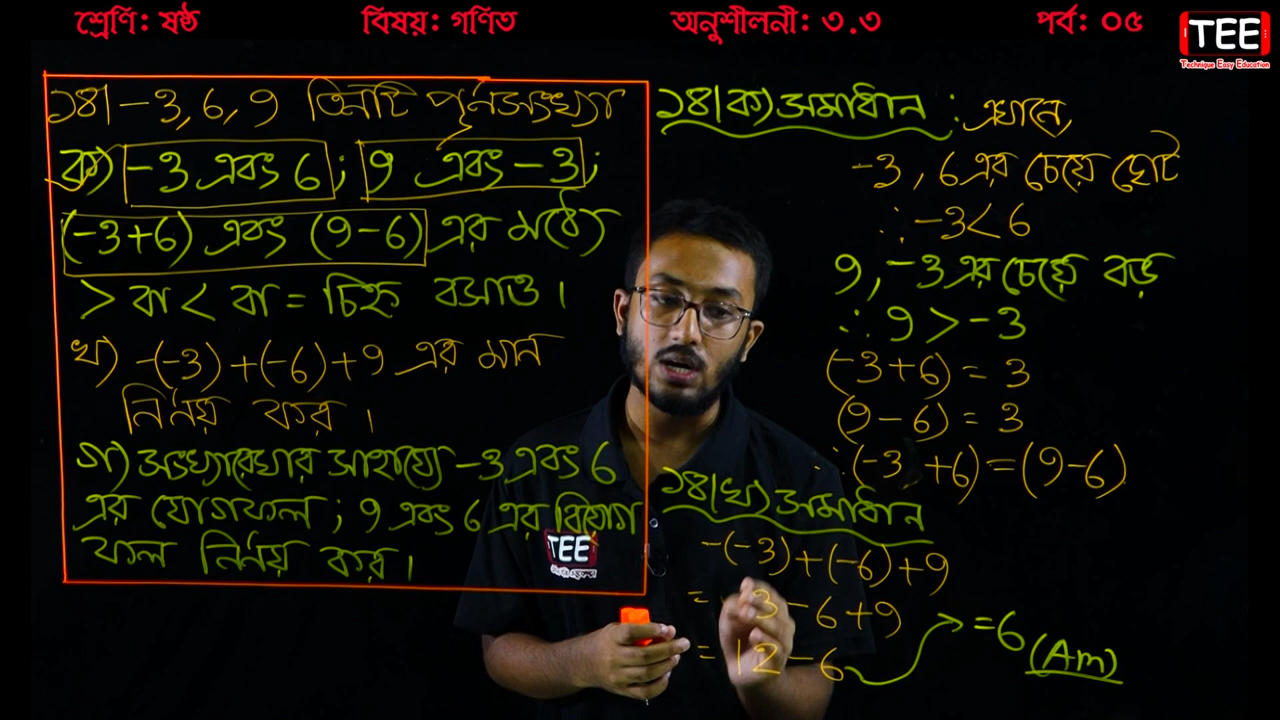 শ্রেণি: ষষ্ঠ
বিষয়: গণিত
অনুশীলনী: ৩.৩
পর্ব: ০৫
TEE
Technique Easy Education
১৪। -3, 6, 9 তিনটি পূর্ণসংখ্যা
ক) -3 এবং 6; 9 এবং -3;
(-3+6) এবং (9-6) এর মধ্যে
> বা < বা = চিহ্ন বসাও।
খ) -(-3)+(-6)+9 এর মান
নির্ণয় কর।
গ) সংখ্যারেখার সাহায্যে -3 এবং 6
এর যোগফল; 9 এবং 6 এর বিয়োগ
ফল নির্ণয় কর।
১৪।ক) সমাধান: এখানে,
-3, 6 এর চেয়ে ছোট
∴ -3<6
9, -3 এর চেয়ে বড়
∴ 9 > -3
(-3+6) = 3
(9-6) = 3
∴ (-3+6)=(9-6)
১৪।খ) সমাধান
-(-3)+(-6)+9
= 3-6+9
= 12-6
=6 (Am)
TEE